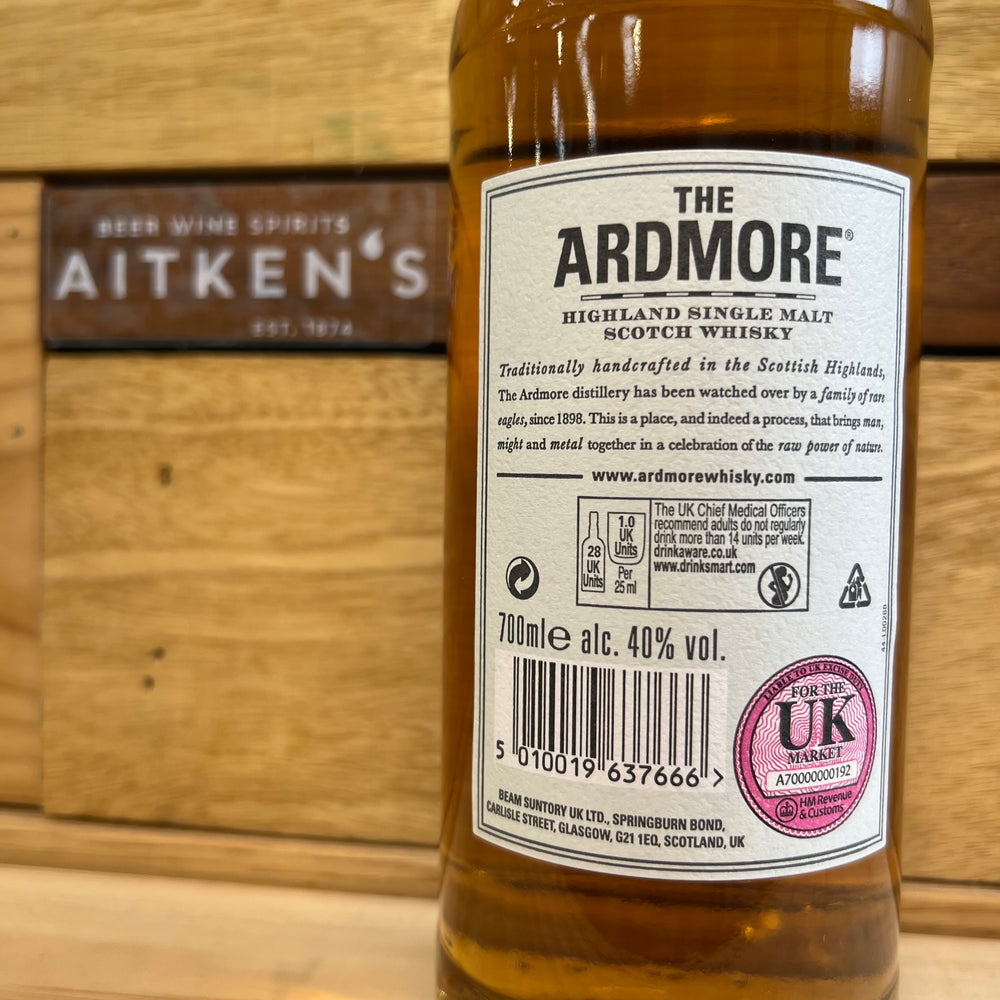 BEER WINE SPIRITS
AITKEN'S
EST. 1874
THE
ARDMORE®
HIGHLAND SINGLE MALT
SCOTCH WHISKY
Traditionally handcrafted in the Scottish Highlands,
The Ardmore distillery has been watched over by a family of rare
eagles, since 1898. This is a place, and indeed a process, that brings man,
might and metal together in a celebration of the raw power of nature.
www.ardmorewhisky.com
28
UK
Units
1.0
UK
Units
Per
25 ml
The UK Chief Medical Officers
recommend adults do not regularly
drink more than 14 units per week.
drinkaware.co.uk
www.drinksmart.com
700ml e alc. 40% vol.
5 010019 637666 >
BEAM SUNTORY UK LTD., SPRINGBURN BOND,
CARLISLE STREET, GLASGOW, G21 1EQ, SCOTLAND, UK
LIABLE TO UK EXCISE DUTY
FOR THE
UK
MARKET
A70000000192
HM Revenue
& Customs